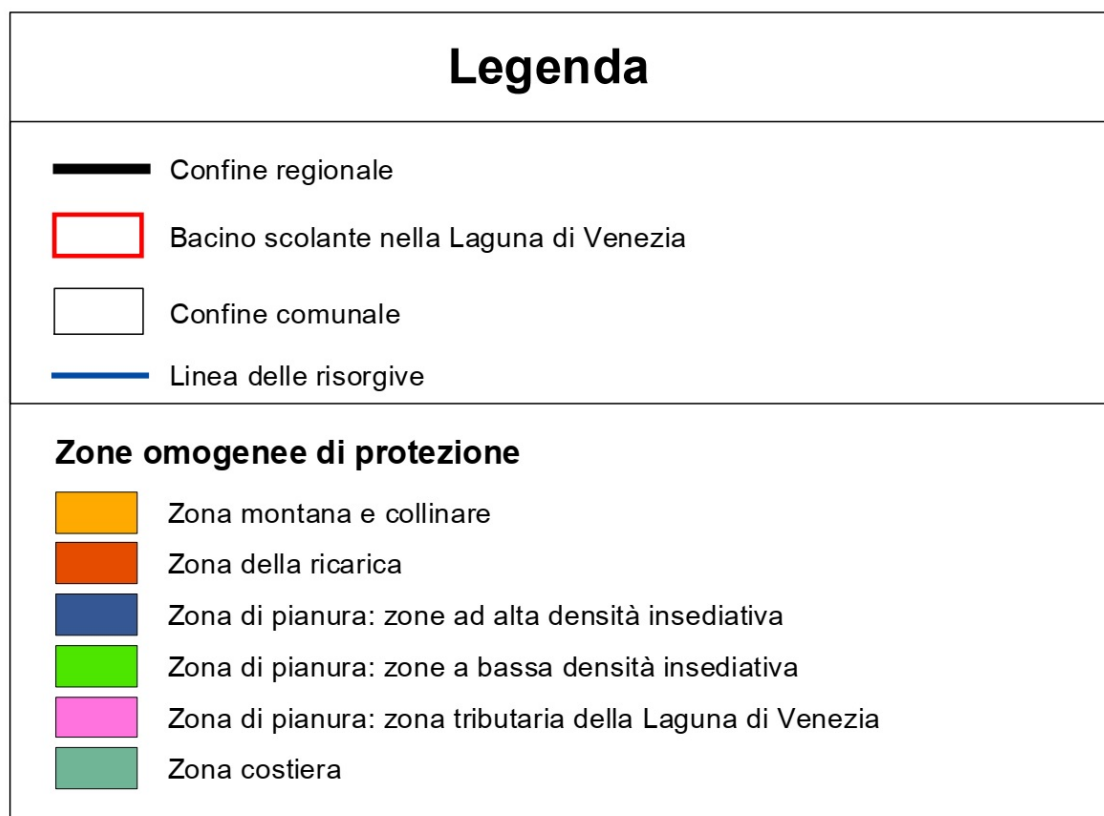 Legenda
Confine regionale
Bacino scolante nella Laguna di Venezia
Confine comunale
Linea delle risorgive
Zone omogenee di protezione
Zona montana e collinare
Zona della ricarica
Zona di pianura: zone ad alta densità insediativa
Zona di pianura: zone a bassa densità insediativa
Zona di pianura: zona tributaria della Laguna di Venezia
Zona costiera